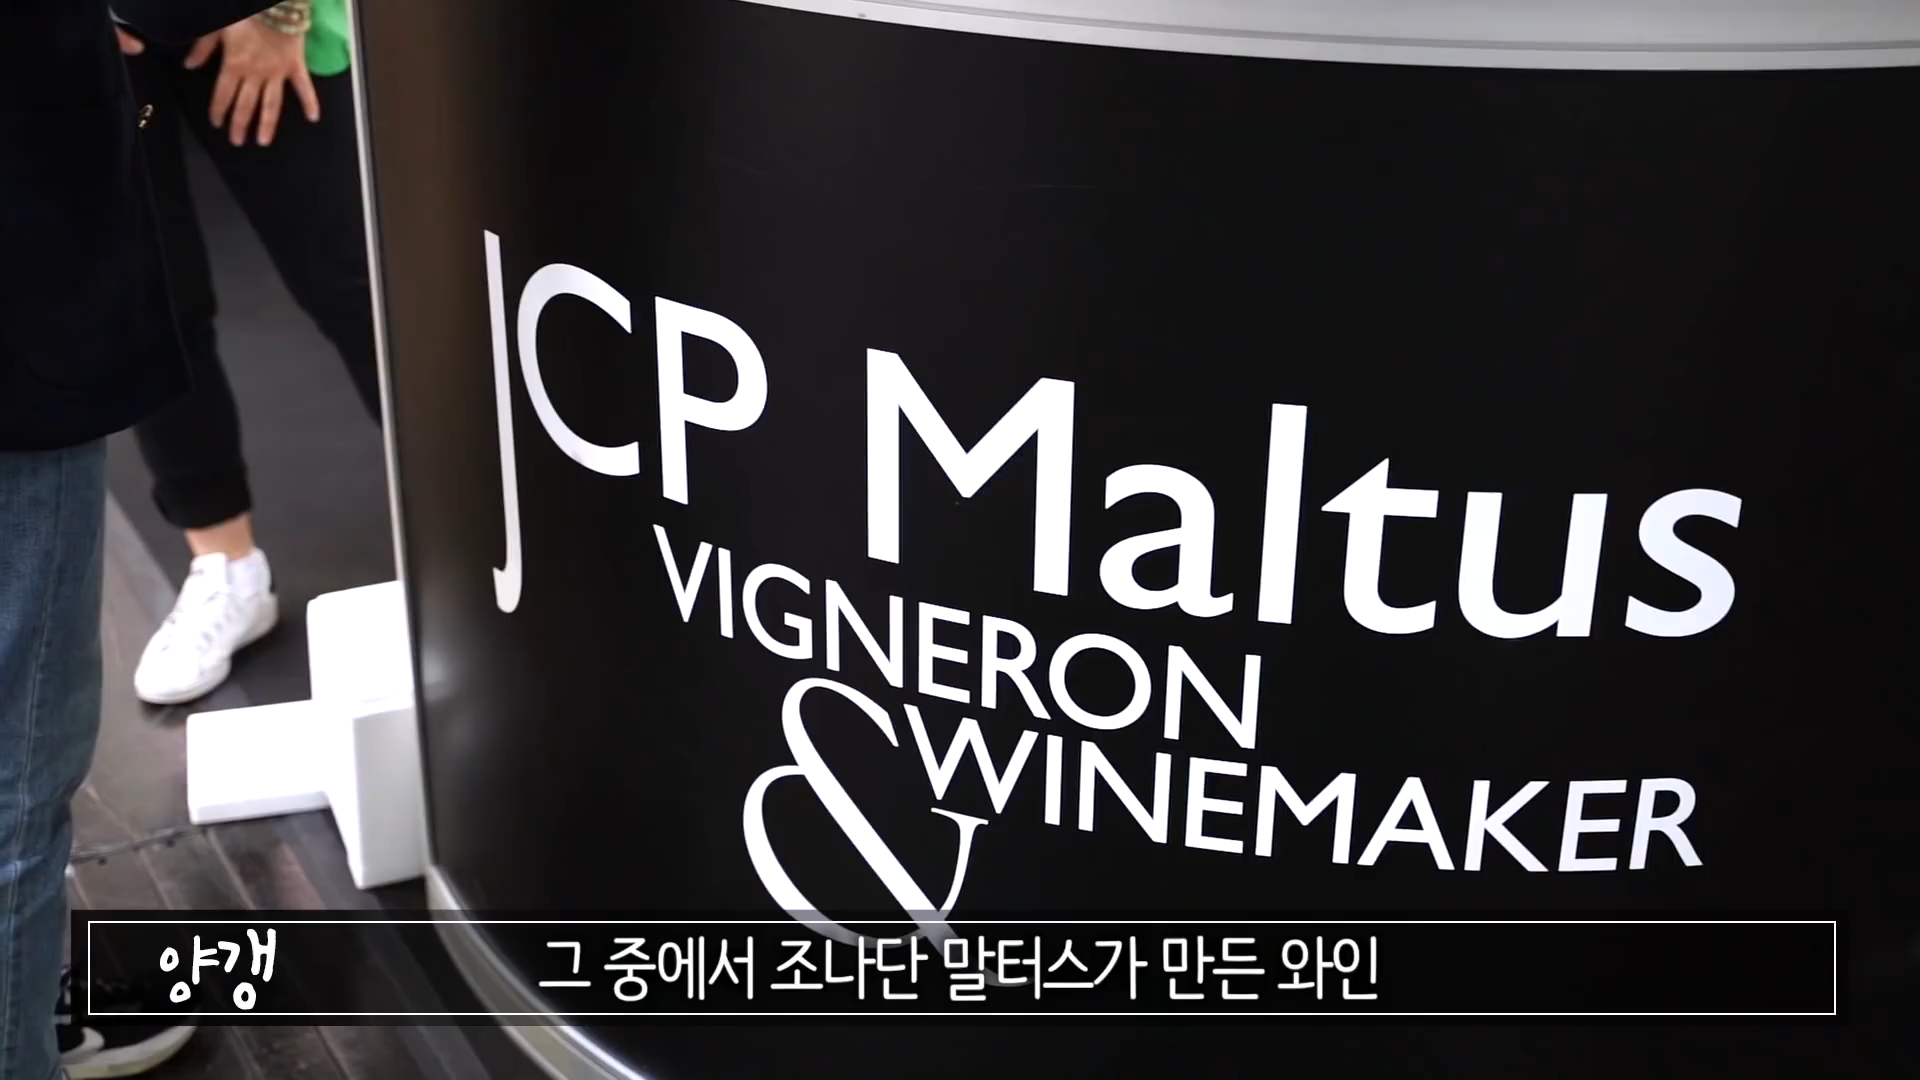 JCP Maltus
VIGNERON
& WINEMAKER
양갱
그 중에서 조나단 말터스가 만든 와인